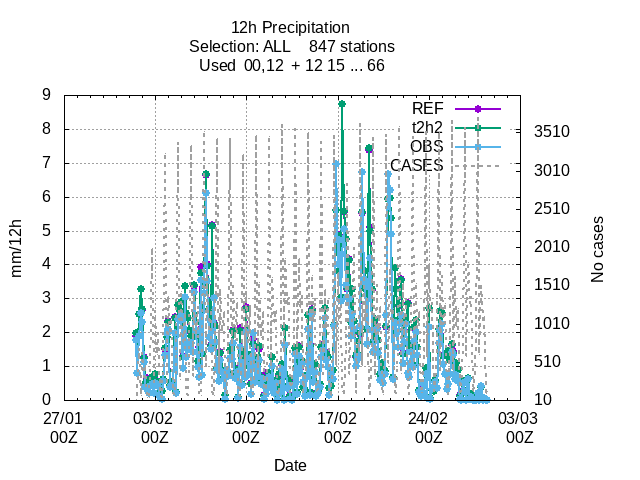 12h Precipitation
Selection: ALL    847 stations
Used  00,12  + 12 15 ... 66
REF
t2h2
OBS
CASES
mm/12h
9
8
7
6
5
4
3
2
1
0
No cases
3510
3010
2510
2010
1510
1010
510
10
27/01 03/02 10/02 17/02 24/02 03/03
00Z 00Z 00Z 00Z 00Z 00Z
Date